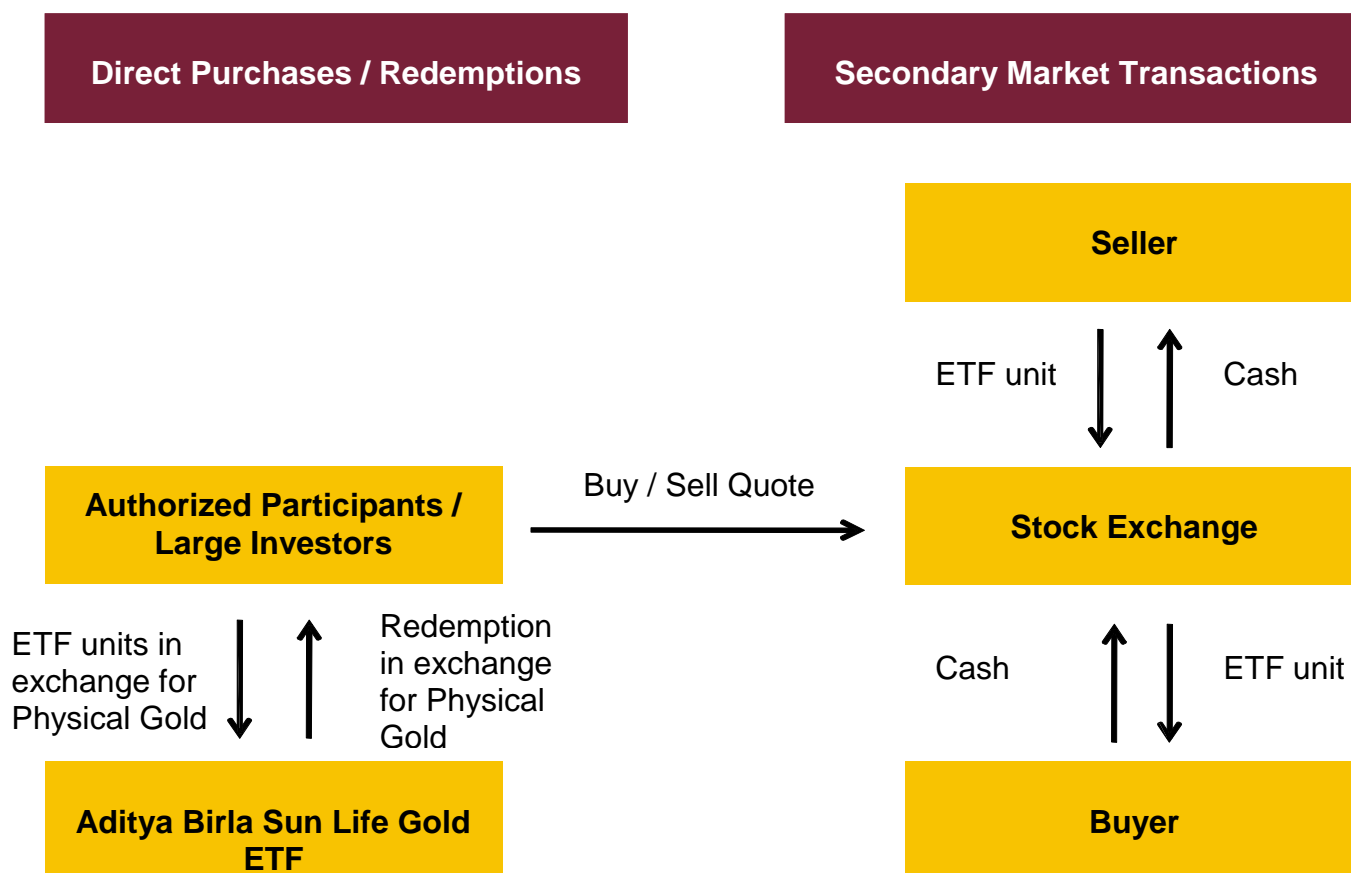 Direct Purchases / Redemptions
Secondary Market Transactions
Seller
ETF unit
Cash
Authorized Participants /
Large Investors
Buy / Sell Quote
Stock Exchange
ETF units in
exchange for
Physical Gold
Redemption
in exchange
for Physical
Gold
Cash
ETF unit
Aditya Birla Sun Life Gold
ETF
Buyer